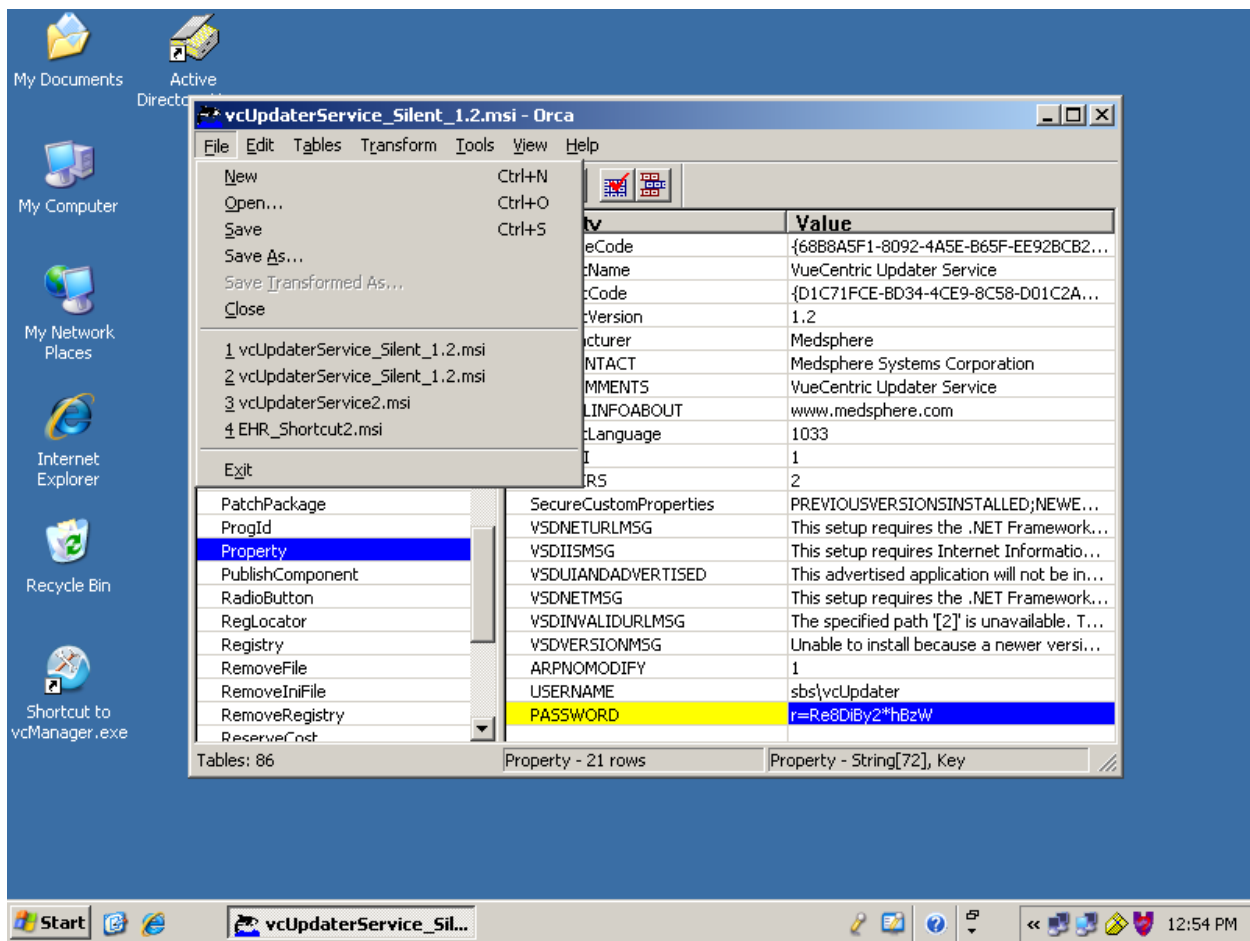 My Documents
Active
Directo
vcUpdaterService_Silent_1.2.msi - Orca
File Edit Tables Transform Tools View Help
New Ctrl+N
Open... Ctrl+O
Save Ctrl+S
Save As...
Save Transformed As...
Close
1 vcUpdaterService_Silent_1.2.msi
2 vcUpdaterService_Silent_1.2.msi
3 vcUpdaterService2.msi
4 EHR_Shortcut2.msi
Exit
My Computer
My Network
Places
Internet
Explorer
Recycle Bin
Shortcut to
vcManager.exe
ty Value
eCode {68B8A5F1-8092-4A5E-B65F-EE92BCB2...
tName VueCentric Updater Service
tCode {D1C71FCE-BD34-4CE9-8C58-D01C2A...
tVersion 1.2
cturer Medsphere
NTACT Medsphere Systems Corporation
MMENTS VueCentric Updater Service
LINFOABOUT www.medsphere.com
tLanguage 1033
I 1
RS 2
PatchPackage SecureCustomProperties PREVIOUSVERSIONSINSTALLED;NEWE...
ProgId VSDNETURLMSG This setup requires the .NET Framework...
Property VSDIISMSG This setup requires Internet Informatio...
PublishComponent VSDUIANDADVERTISED This advertised application will not be in...
RadioButton VSDNETMSG This setup requires the .NET Framework...
RegLocator VSDINVALIDURLMSG The specified path '[2]' is unavailable. T...
Registry VSDVERSIONMSG Unable to install because a newer versi...
RemoveFile ARPNOMODIFY 1
RemoveIniFile USERNAME sbs\vcUpdater
RemoveRegistry PASSWORD r=Re8DiBy2*hBzW
ReserveCost
Tables: 86 Property - 21 rows Property - String[72], Key
Start vcUpdaterService_Sil... « 12:54 PM